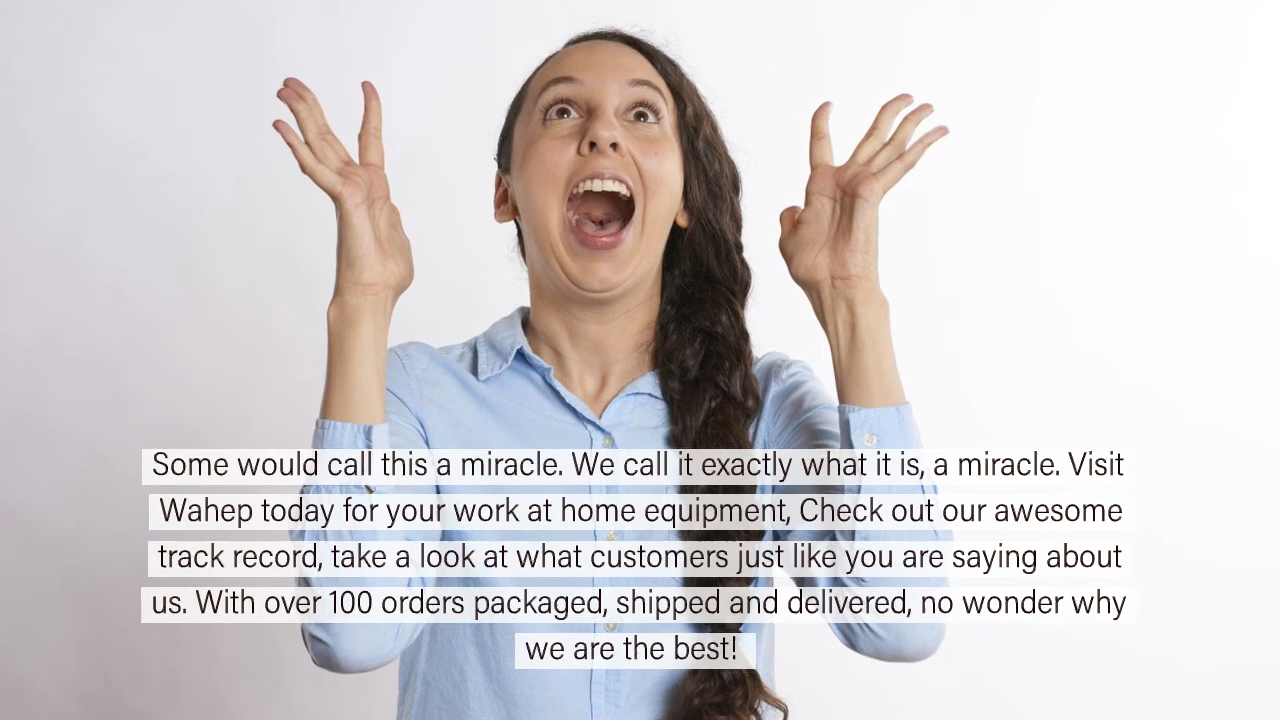 Some would call this a miracle. We call it exactly what it is, a miracle. Visit
Wahep today for your work at home equipment, Check out our awesome
track record, take a look at what customers just like you are saying about
us. With over 100 orders packaged, shipped and delivered, no wonder why
we are the best!